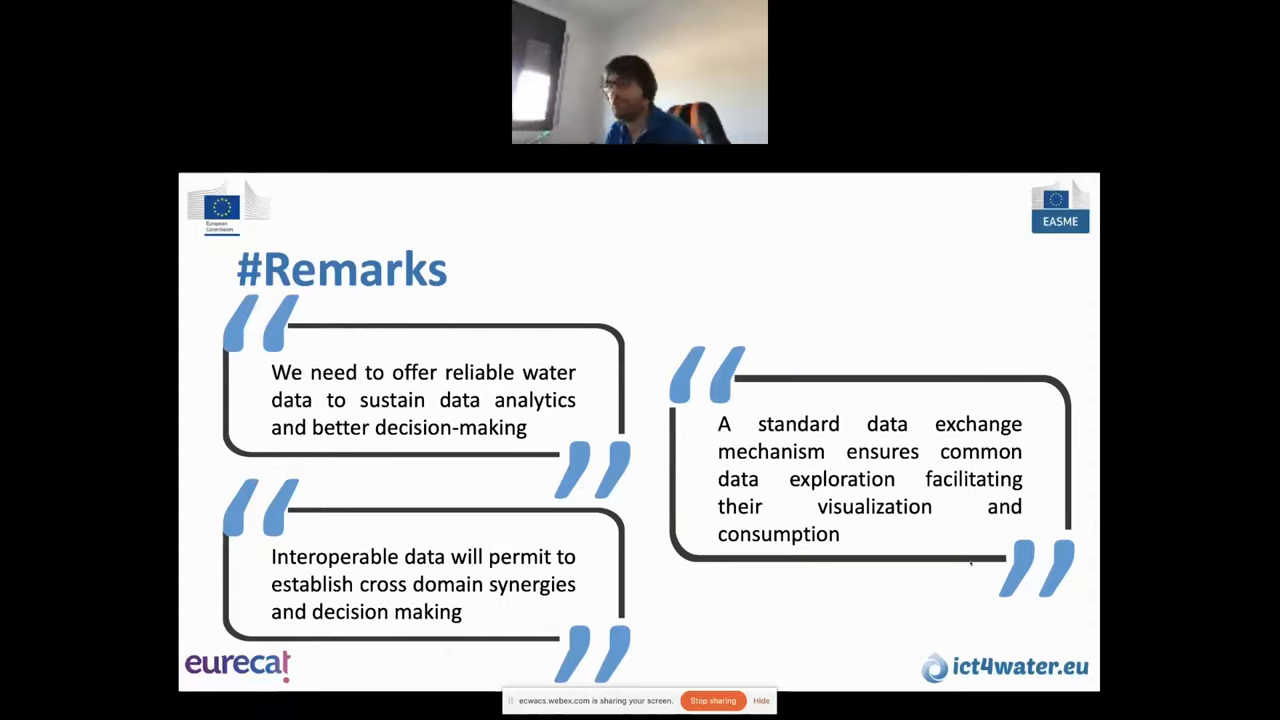 European
Commission
EASME
#Remarks
We need to offer reliable water
data to sustain data analytics
and better decision-making
Interoperable data will permit to
establish cross domain synergies
and decision making
A standard data exchange
mechanism ensures common
data exploration facilitating
their visualization and
consumption
eurecat
ict4water.eu
ecwacs.webex.com is sharing your screen.
Stop sharing
Hide